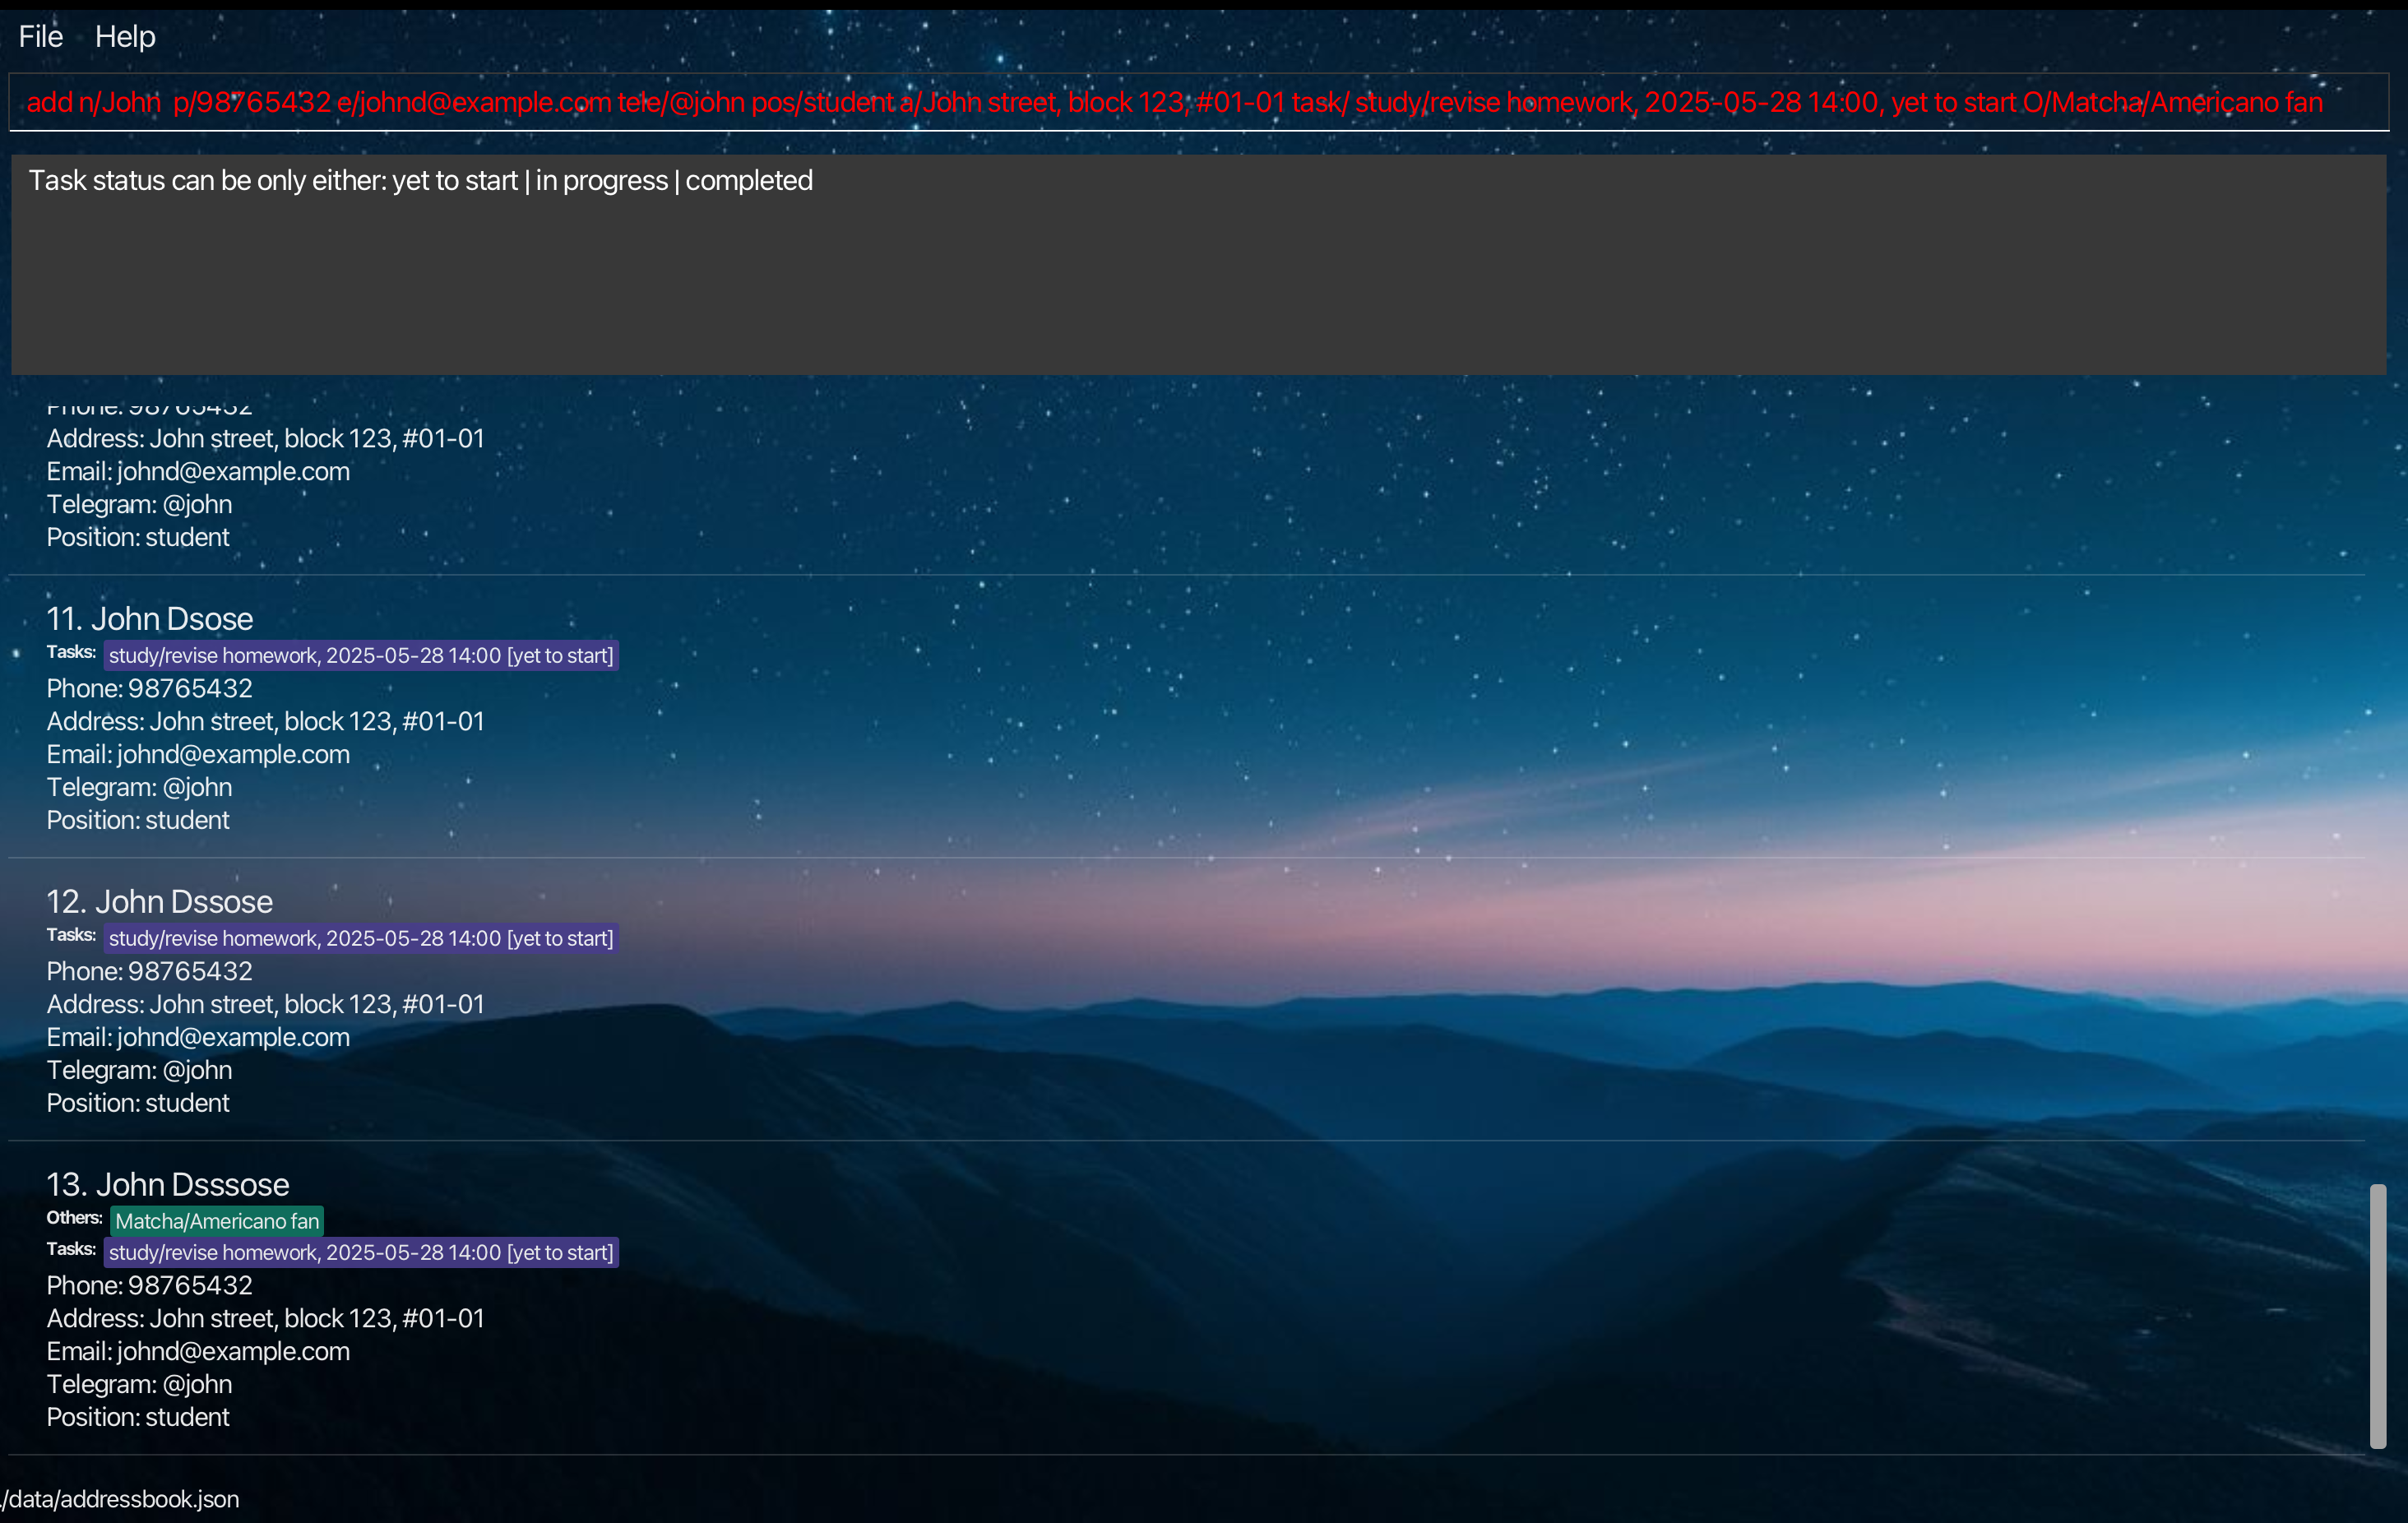 File Help
add n/John  p/98765432 e/johnd@example.com tele/@john pos/student a/John street, block 123, #01-01 task/ study/revise homework, 2025-05-28 14:00, yet to start O/Matcha/Americano fan
Task status can be only either: yet to start | in progress | completed
Phone: 98765432
Address: John street, block 123, #01-01
Email: johnd@example.com
Telegram: @john
Position: student
11. John Dsose
Tasks: study/revise homework, 2025-05-28 14:00 [yet to start]
Phone: 98765432
Address: John street, block 123, #01-01
Email: johnd@example.com
Telegram: @john
Position: student
12. John Dssose
Tasks: study/revise homework, 2025-05-28 14:00 [yet to start]
Phone: 98765432
Address: John street, block 123, #01-01
Email: johnd@example.com
Telegram: @john
Position: student
13. John Dsssose
Others: Matcha/Americano fan
Tasks: study/revise homework, 2025-05-28 14:00 [yet to start]
Phone: 98765432
Address: John street, block 123, #01-01
Email: johnd@example.com
Telegram: @john
Position: student
./data/addressbook.json